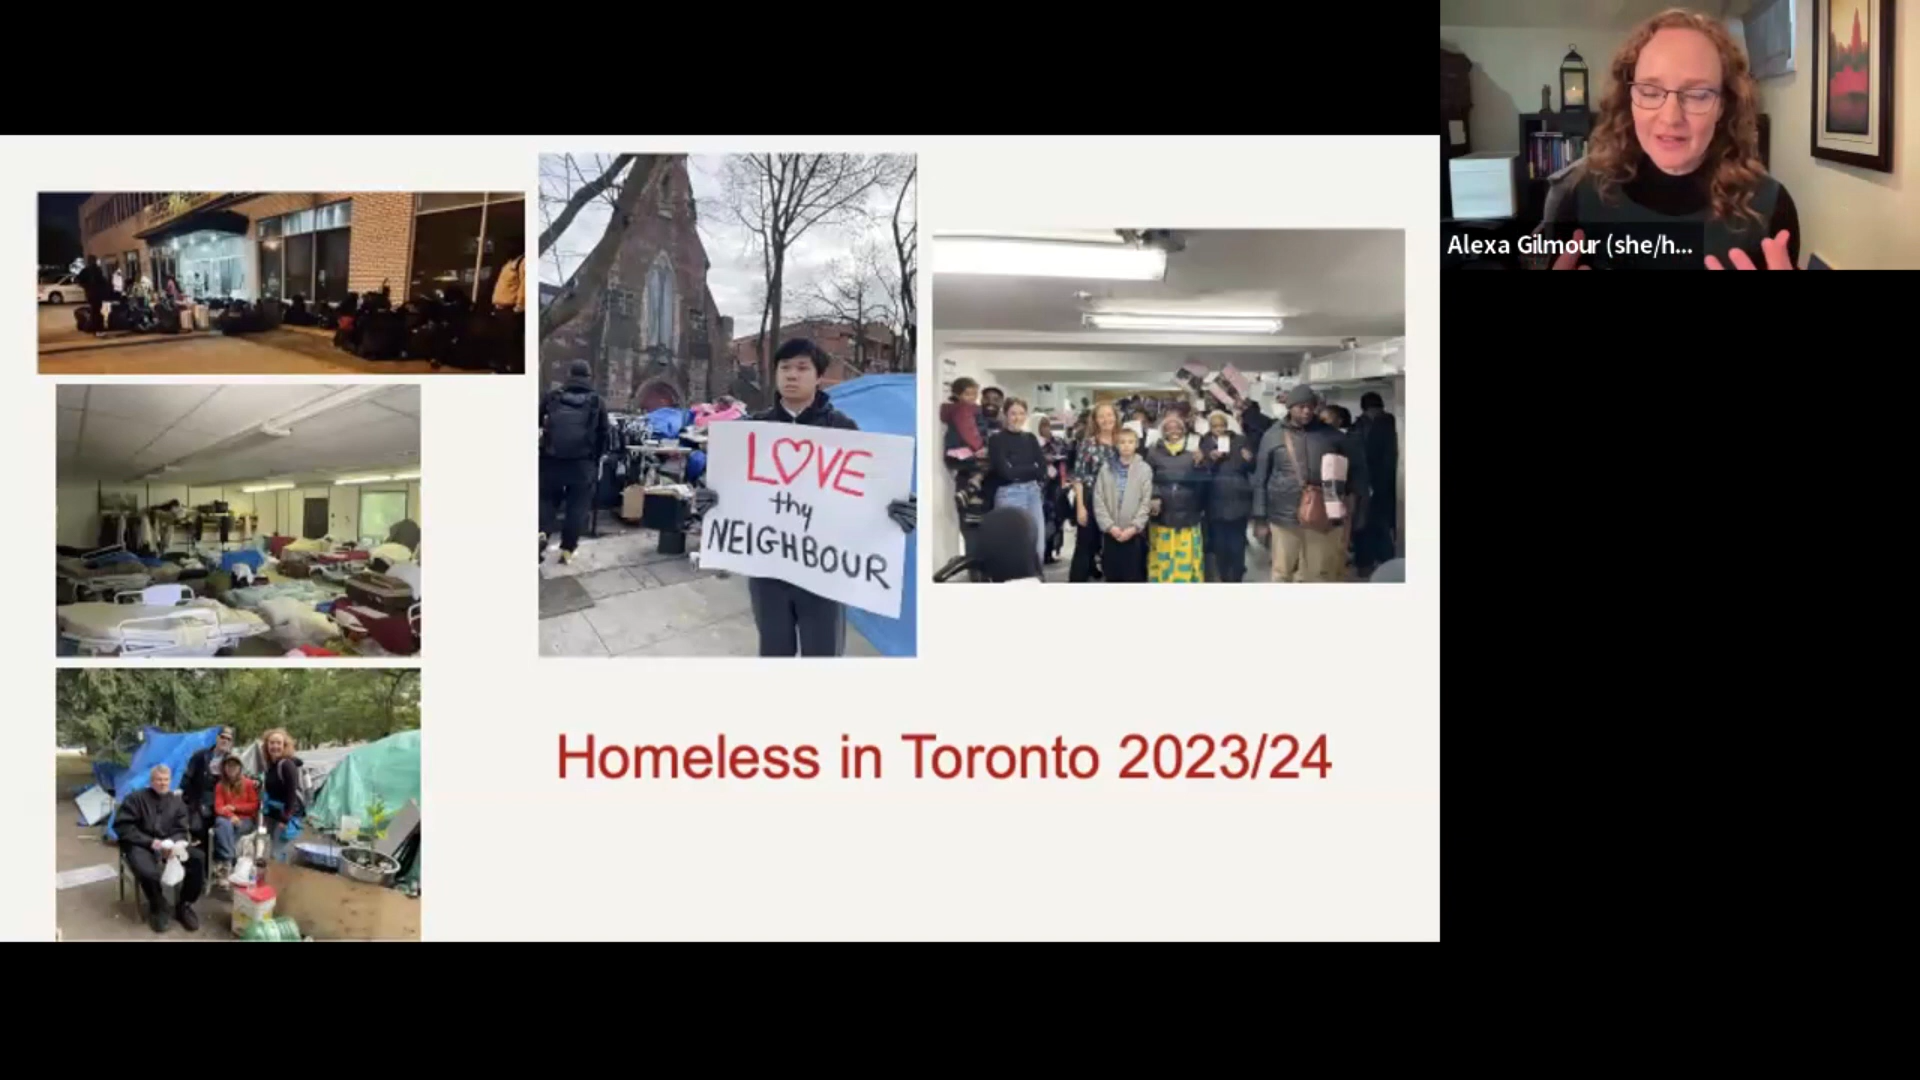 LOVE
thy
NEIGHBOUR
Homeless in Toronto 2023/24
Alexa Gilmour (she/h...